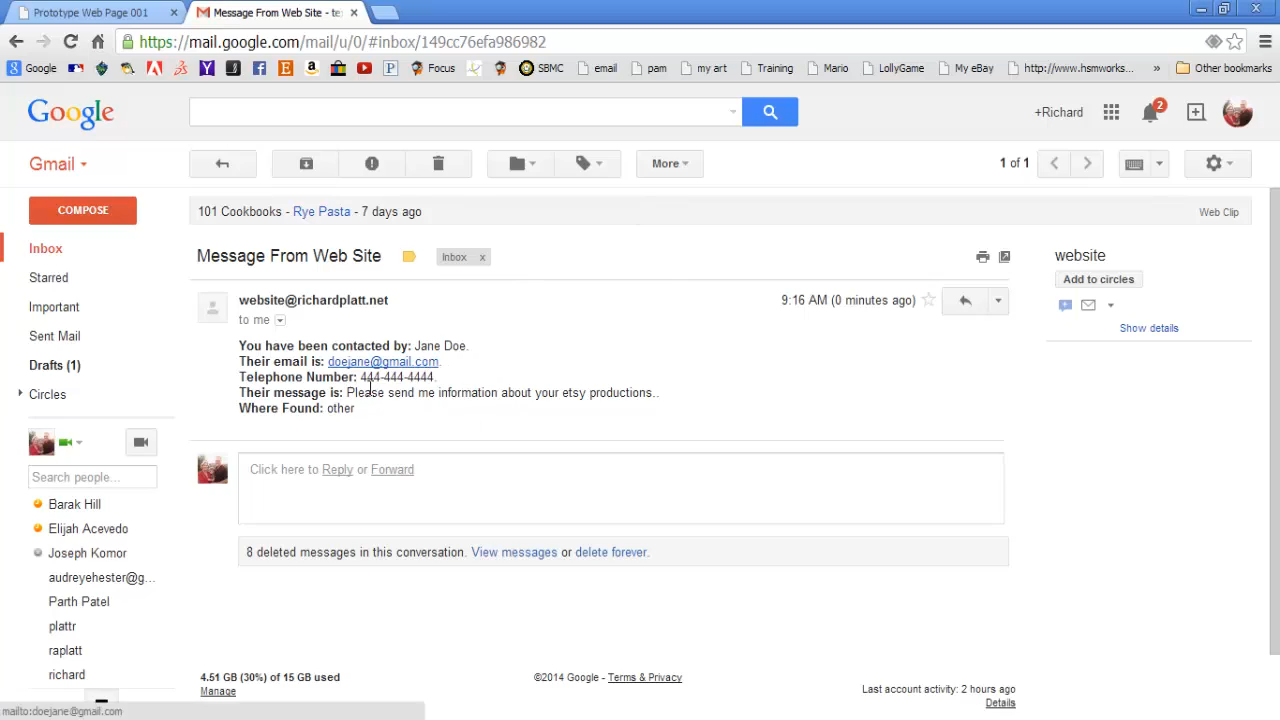 Prototype Web Page 001
Message From Web Site - te
https://mail.google.com/mail/u/0/#inbox/149cc76efa986982
Google
Focus
SBMC
email
pam
my art
Training
Mario
LollyGame
My eBay
http://www.hsmworks...
»
Other bookmarks
Google
+Richard
2
Gmail
More
1 of 1
COMPOSE
101 Cookbooks - Rye Pasta - 7 days ago
Web Clip
Inbox
Starred
Important
Sent Mail
Drafts (1)
Circles
Message From Web Site
Inbox x
website@richardplatt.net
9:16 AM (0 minutes ago)
to me
You have been contacted by: Jane Doe.
Their email is: doejane@gmail.com.
Telephone Number: 444-444-4444.
Their message is: Please send me information about your etsy productions..
Where Found: other
website
Add to circles
Show details
Search people...
Barak Hill
Elijah Acevedo
Joseph Komor
audreyehester@g...
Parth Patel
plattr
raplatt
richard
Click here to Reply or Forward
8 deleted messages in this conversation. View messages or delete forever.
4.51 GB (30%) of 15 GB used
Manage
©2014 Google - Terms & Privacy
Last account activity: 2 hours ago
Details
mailto:doejane@gmail.com